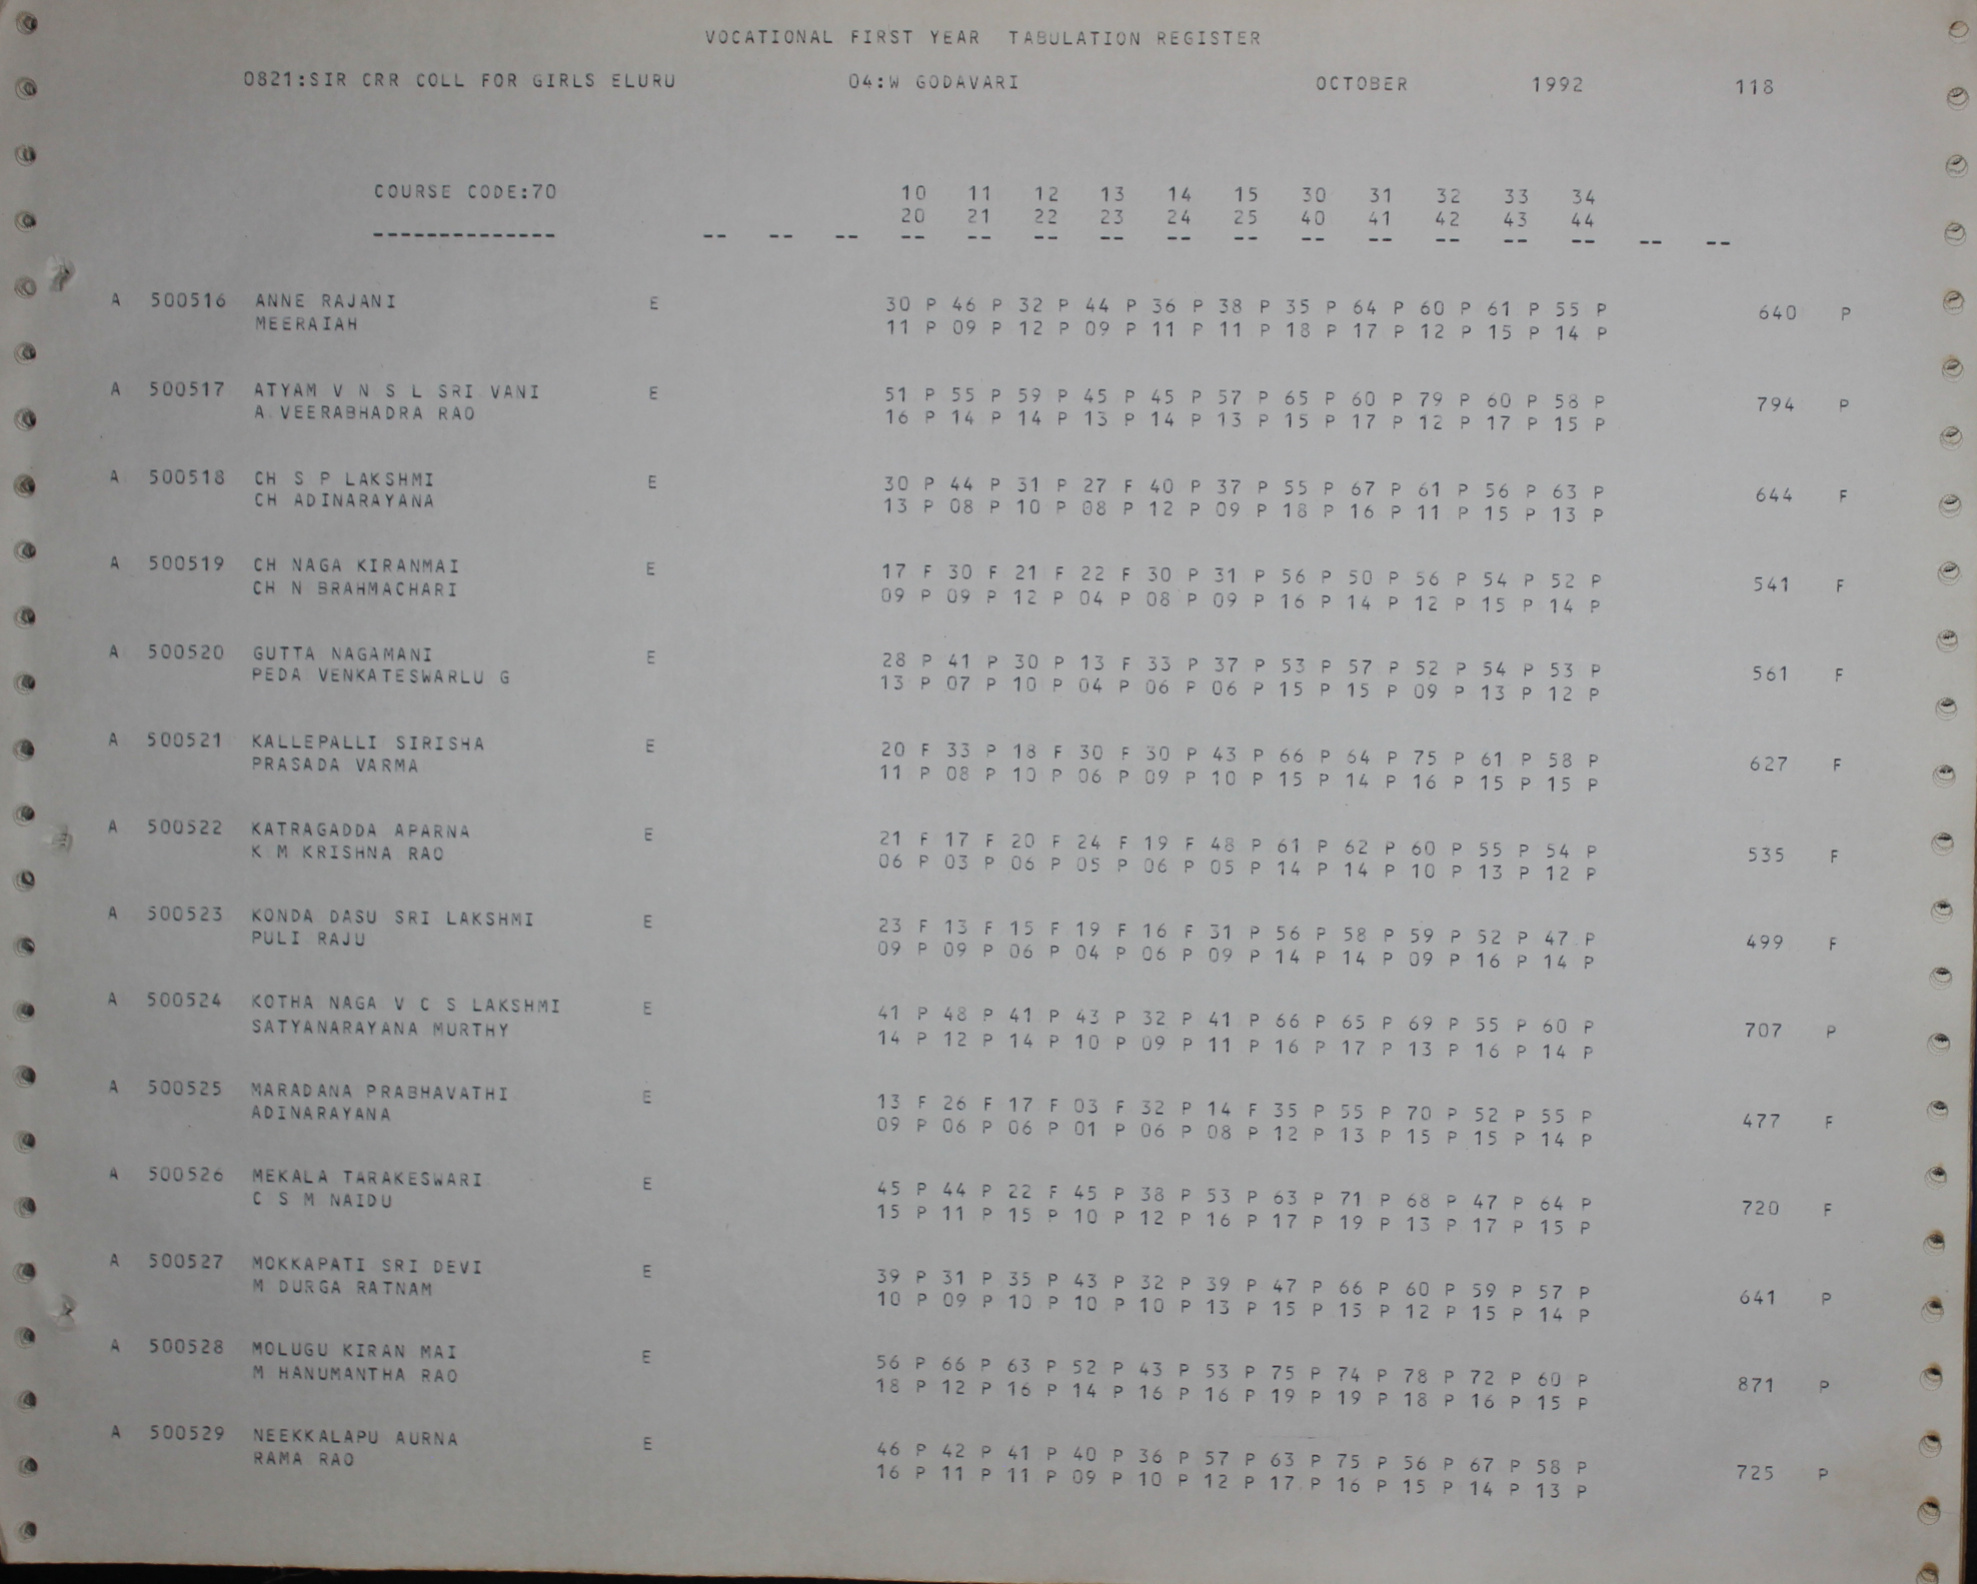 VOCATIONAL FIRST YEAR TABULATION REGISTER
0821:SIR CRR COLL FOR GIRLS ELURU 04:W GODAVARI OCTOBER 1992 118
COURSE CODE:70 10 11 12 13 14 15 30 31 32 33 34
20 21 22 23 24 25 40 41 42 43 44
-------------- -- -- -- -- -- -- -- -- -- -- -- -- -- -- -- --
A 500516 ANNE RAJANI E 30 P 46 P 32 P 44 P 36 P 38 P 35 P 64 P 60 P 61 P 55 P 640 P
MEERAIAH 11 P 09 P 12 P 09 P 11 P 11 P 18 P 17 P 12 P 15 P 14 P
A 500517 ATYAM V N S L SRI VANI E 51 P 55 P 59 P 45 P 45 P 57 P 65 P 60 P 79 P 60 P 58 P 794 P
A VEERABHADRA RAO 16 P 14 P 14 P 13 P 14 P 13 P 15 P 17 P 12 P 17 P 15 P
A 500518 CH S P LAKSHMI E 30 P 44 P 31 P 27 F 40 P 37 P 55 P 67 P 61 P 56 P 63 P 644 F
CH ADINARAYANA 13 P 08 P 10 P 08 P 12 P 09 P 18 P 16 P 11 P 15 P 13 P
A 500519 CH NAGA KIRANMAI E 17 F 30 F 21 F 22 F 30 P 31 P 56 P 50 P 56 P 54 P 52 P 541 F
CH N BRAHMACHARI 09 P 09 P 12 P 04 P 08 P 09 P 16 P 14 P 12 P 15 P 14 P
A 500520 GUTTA NAGAMANI E 28 P 41 P 30 P 13 F 33 P 37 P 53 P 57 P 52 P 54 P 53 P 561 F
PEDA VENKATESWARLU G 13 P 07 P 10 P 04 P 06 P 06 P 15 P 15 P 09 P 13 P 12 P
A 500521 KALLEPALLI SIRISHA E 20 F 33 P 18 F 30 F 30 P 43 P 66 P 64 P 75 P 61 P 58 P 627 F
PRASADA VARMA 11 P 08 P 10 P 06 P 09 P 10 P 15 P 14 P 16 P 15 P 15 P
A 500522 KATRAGADDA APARNA E 21 F 17 F 20 F 24 F 19 F 48 P 61 P 62 P 60 P 55 P 54 P 535 F
K M KRISHNA RAO 06 P 03 P 06 P 05 P 06 P 05 P 14 P 14 P 10 P 13 P 12 P
A 500523 KONDA DASU SRI LAKSHMI E 23 F 13 F 15 F 19 F 16 F 31 P 56 P 58 P 59 P 52 P 47 P 499 F
PULI RAJU 09 P 09 P 06 P 04 P 06 P 09 P 14 P 14 P 09 P 16 P 14 P
A 500524 KOTHA NAGA V C S LAKSHMI E 41 P 48 P 41 P 43 P 32 P 41 P 66 P 65 P 69 P 55 P 60 P 707 P
SATYANARAYANA MURTHY 14 P 12 P 14 P 10 P 09 P 11 P 16 P 17 P 13 P 16 P 14 P
A 500525 MARADANA PRABHAVATHI E 13 F 26 F 17 F 03 F 32 P 14 F 35 P 55 P 70 P 52 P 55 P 477 F
ADINARAYANA 09 P 06 P 06 P 01 P 06 P 08 P 12 P 13 P 15 P 15 P 14 P
A 500526 MEKALA TARAKESWARI E 45 P 44 P 22 F 45 P 38 P 53 P 63 P 71 P 68 P 47 P 64 P 720 F
C S M NAIDU 15 P 11 P 15 P 10 P 12 P 16 P 17 P 19 P 13 P 17 P 15 P
A 500527 MOKKAPATI SRI DEVI E 39 P 31 P 35 P 43 P 32 P 39 P 47 P 66 P 60 P 59 P 57 P 641 P
M DURGA RATNAM 10 P 09 P 10 P 10 P 10 P 13 P 15 P 15 P 12 P 15 P 14 P
A 500528 MOLUGU KIRAN MAI E 56 P 66 P 63 P 52 P 43 P 53 P 75 P 74 P 78 P 72 P 60 P 871 P
M HANUMANTHA RAO 18 P 12 P 16 P 14 P 16 P 16 P 19 P 19 P 18 P 16 P 15 P
A 500529 NEEKKALAPU AURNA E 46 P 42 P 41 P 40 P 36 P 57 P 63 P 75 P 56 P 67 P 58 P 725 P
RAMA RAO 16 P 11 P 11 P 09 P 10 P 12 P 17 P 16 P 15 P 14 P 13 P